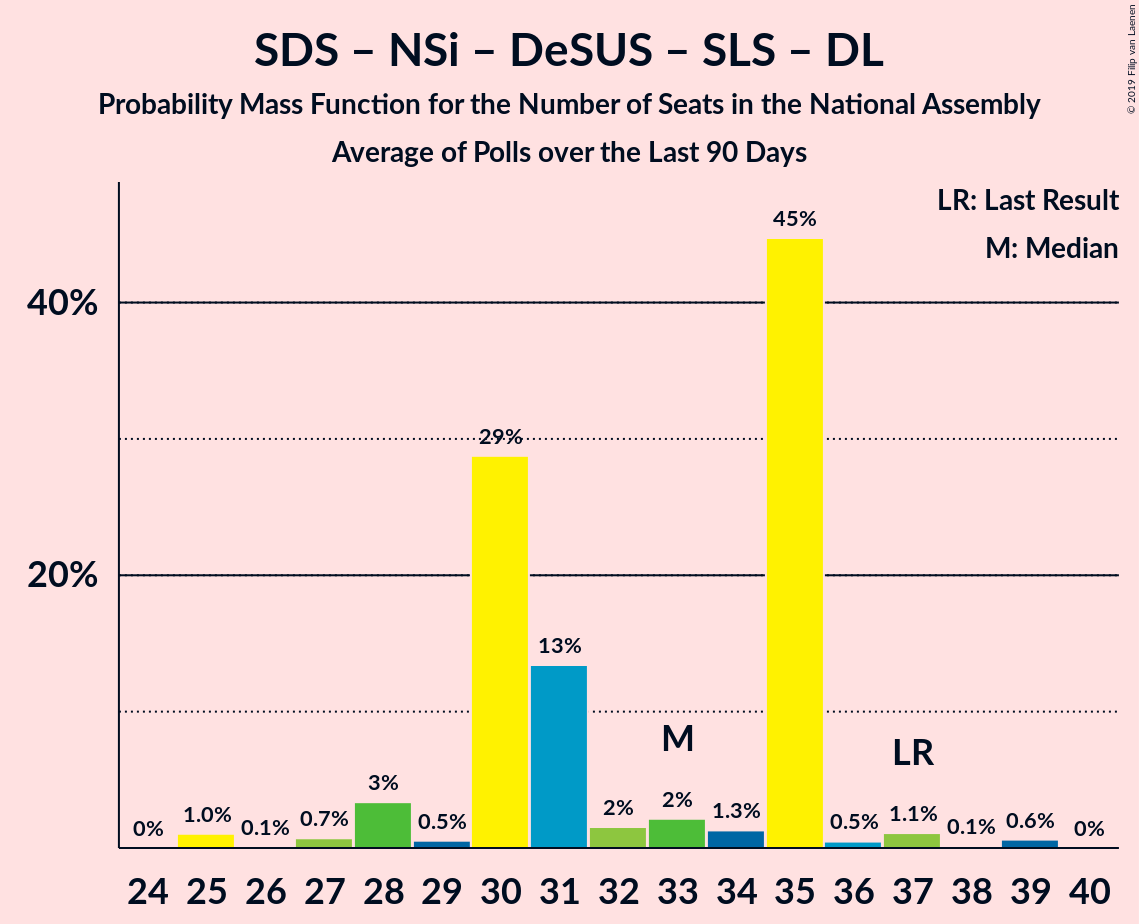 SDS – NSi – DeSUS – SLS – DL
Probability Mass Function for the Number of Seats in the National Assembly
Average of Polls over the Last 90 Days
© 2019 Filip van Laenen
LR: Last Result
M: Median
40%
20%
0%
1.0%
0.1%
0.7%
3%
0.5%
29%
13%
2%
2%
1.3%
45%
0.5%
1.1%
0.1%
0.6%
0%
M
LR
24 25 26 27 28 29 30 31 32 33 34 35 36 37 38 39 40